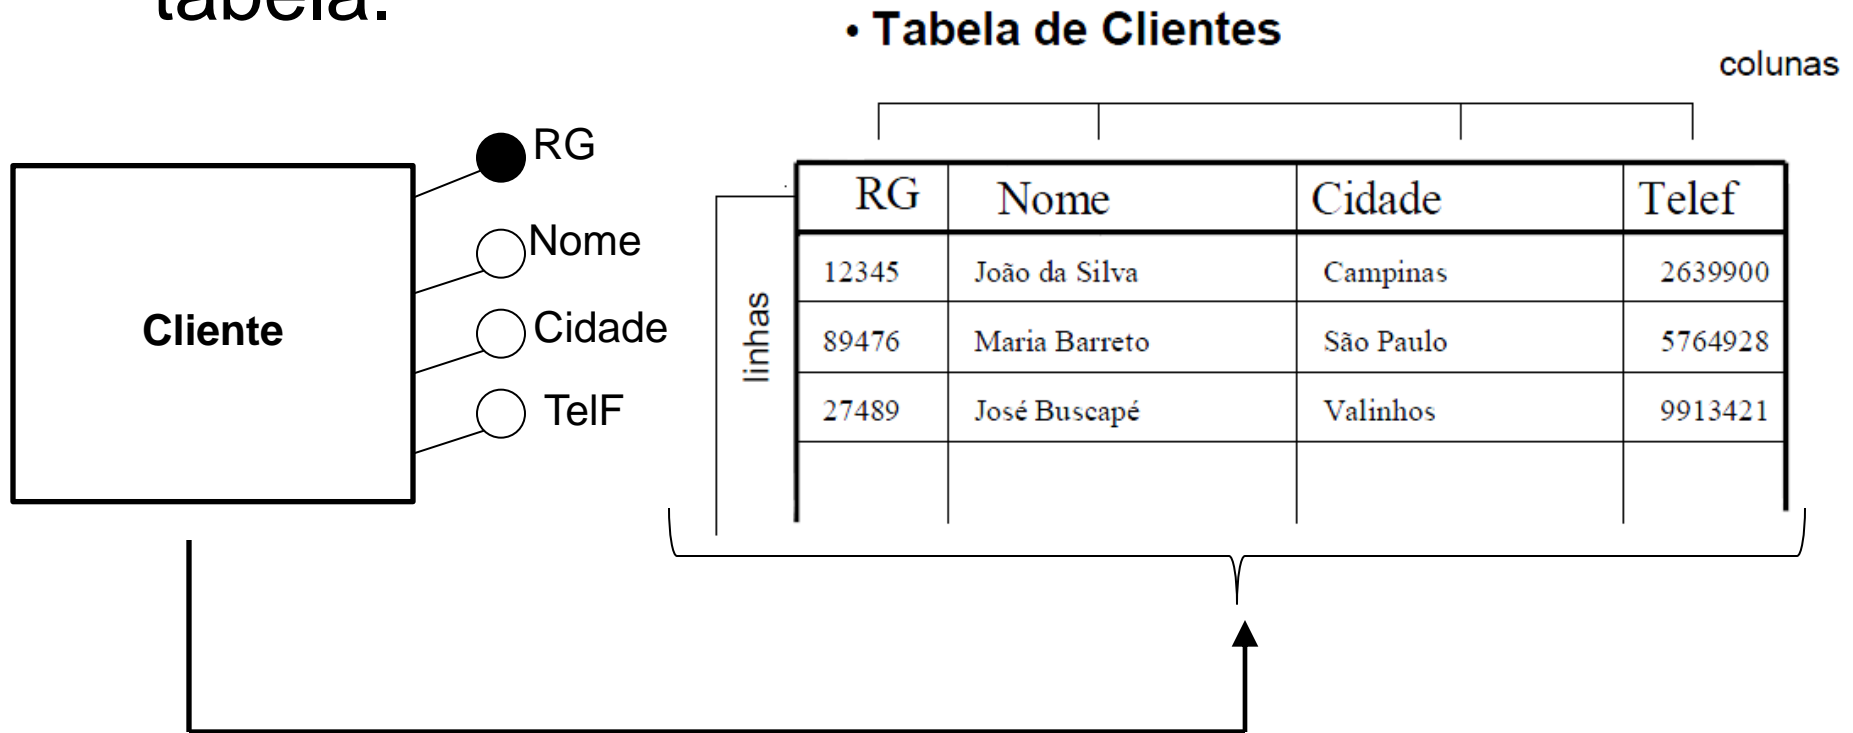 tabela.
• Tabela de Clientes
colunas
RG
Nome
Cidade
TelF
Cliente
linhas
RG Nome Cidade Telef
12345 João da Silva Campinas 2639900
89476 Maria Barreto São Paulo 5764928
27489 José Buscapé Valinhos 9913421